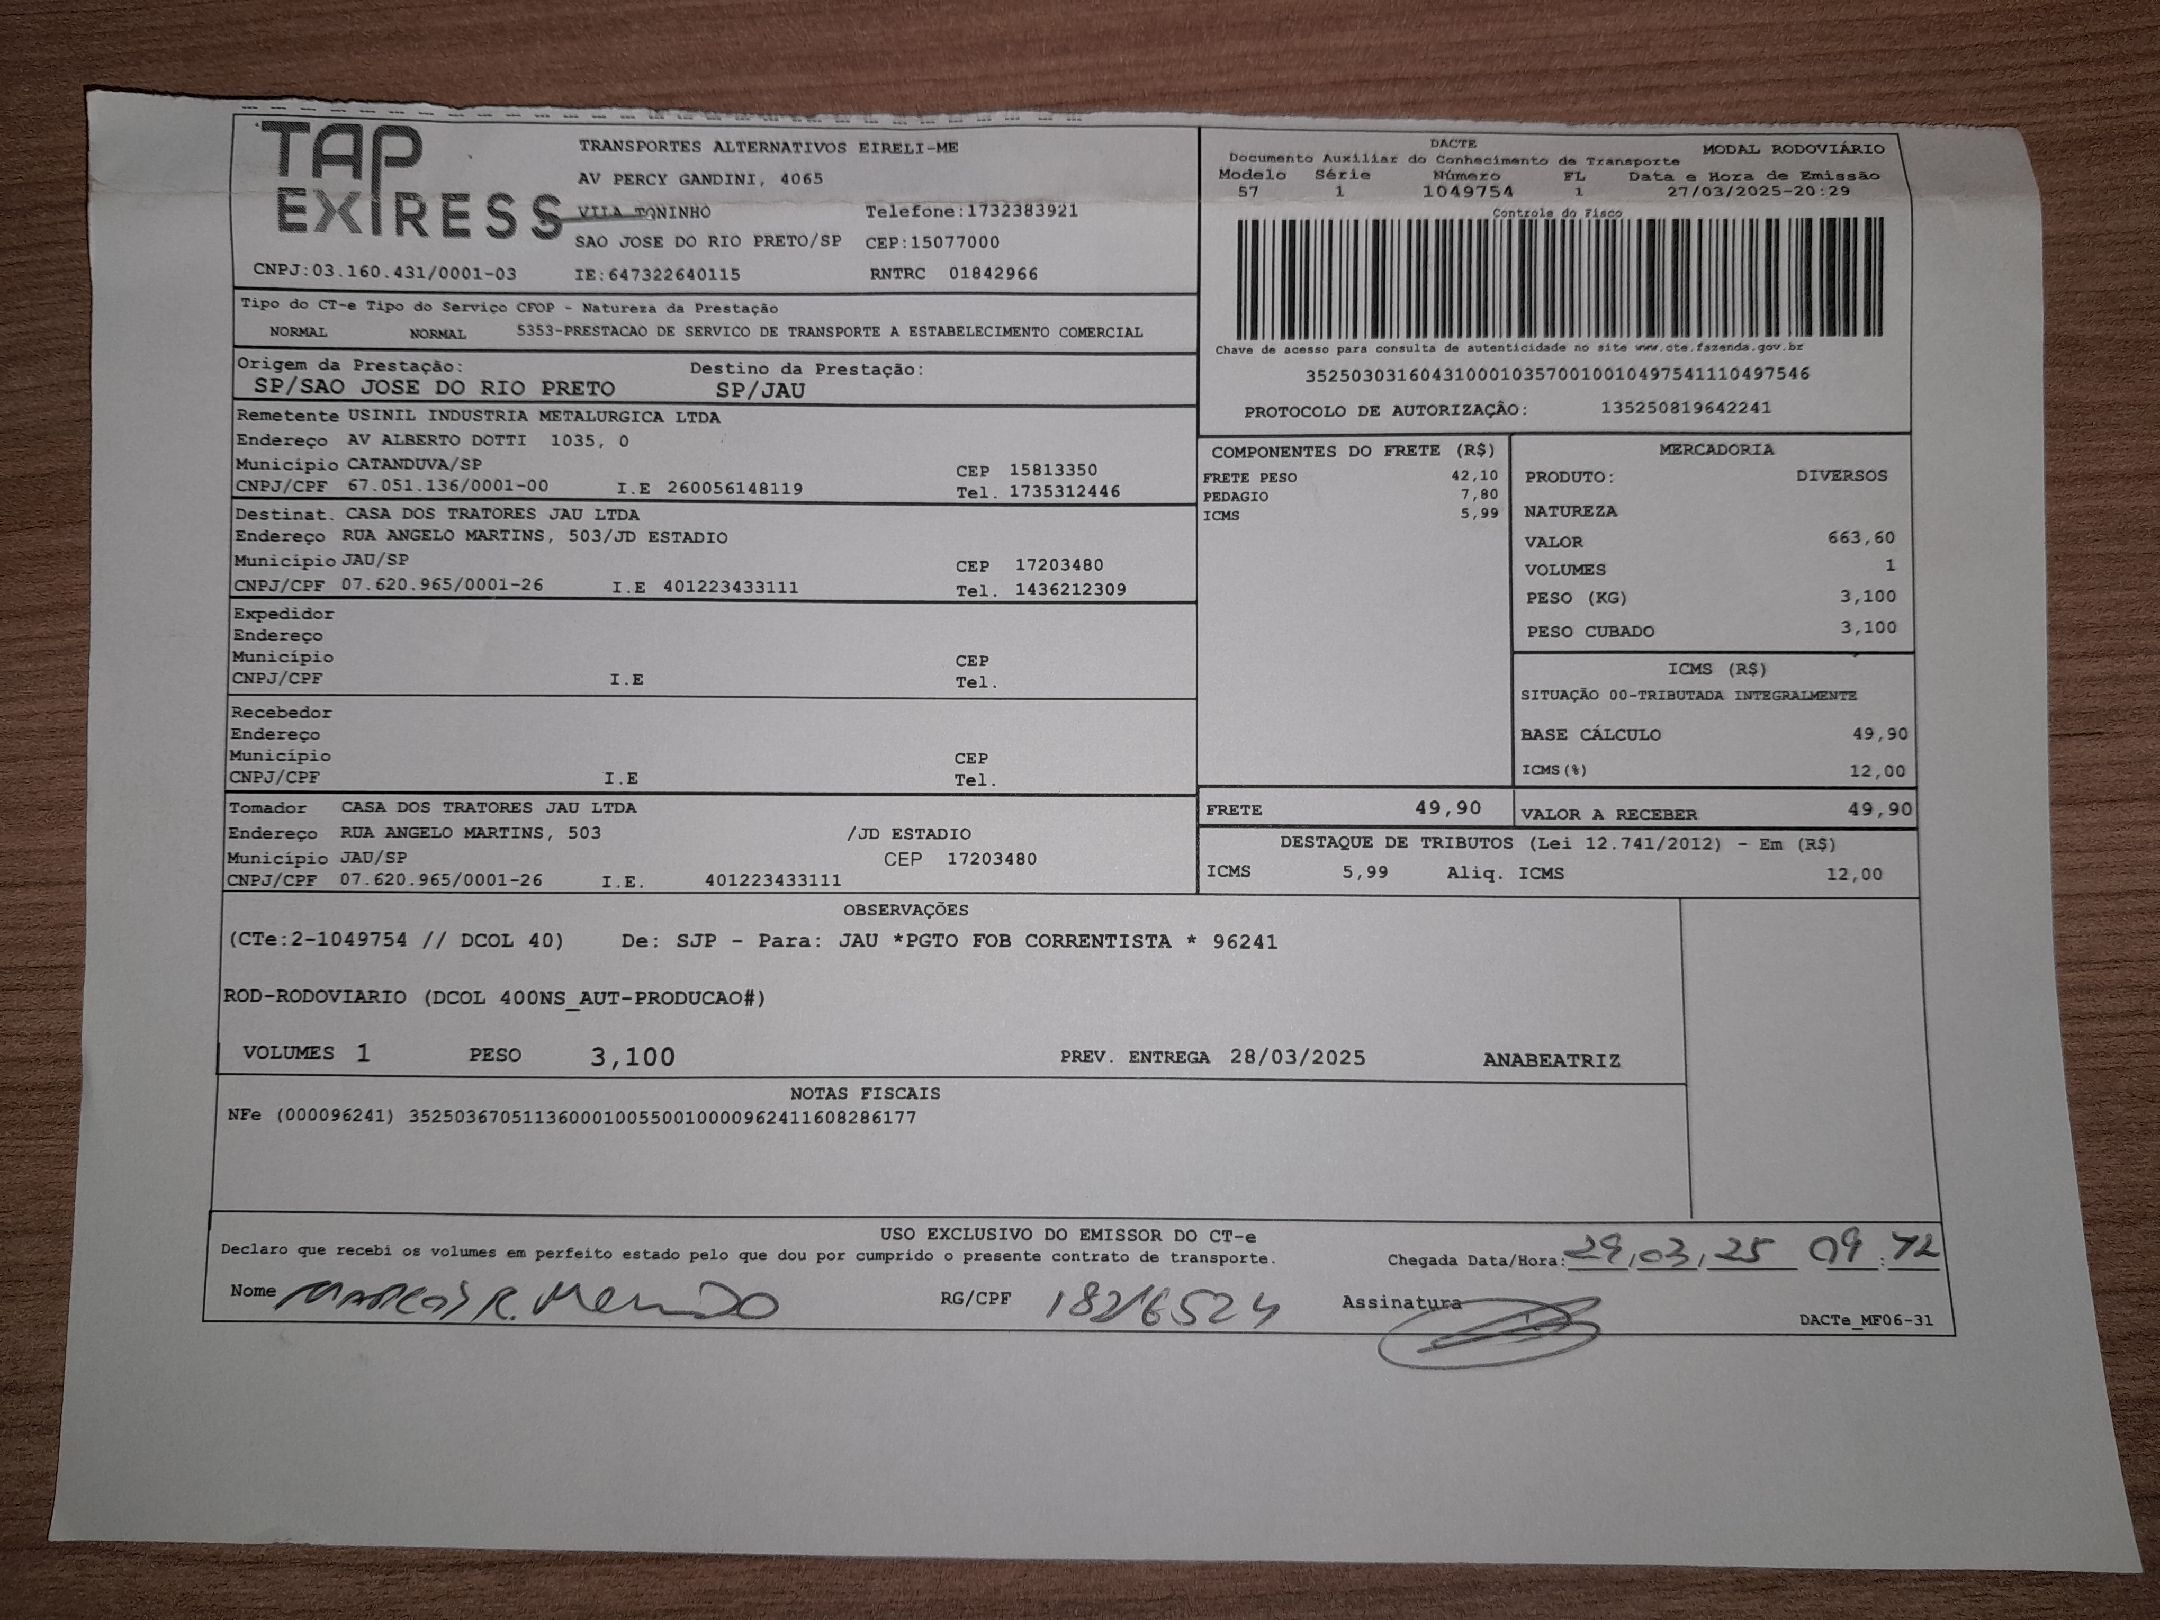 TAP
EXIRESS
TRANSPORTES ALTERNATIVOS EIRELI-ME
AV PERCY GANDINI, 4065
VILA TONINHO Telefone:1732383921
SAO JOSE DO RIO PRETO/SP CEP:15077000
CNPJ:03.160.431/0001-03 IE:647322640115 RNTRC 01842966
DACTE MODAL RODOVIÁRIO
Documento Auxiliar do Conhecimento de Transporte
Modelo Série Número FL Data e Hora de Emissão
57 1 1049754 1 27/03/2025-20:29
Controle do Fisco
Chave de acesso para consulta de autenticidade no site www.cte.fazenda.gov.br
35250303160431000103570010010497541110497546
PROTOCOLO DE AUTORIZAÇÃO: 135250819642241
Tipo do CT-e Tipo do Serviço CFOP - Natureza da Prestação
NORMAL NORMAL 5353-PRESTACAO DE SERVICO DE TRANSPORTE A ESTABELECIMENTO COMERCIAL
Origem da Prestação: Destino da Prestação:
SP/SAO JOSE DO RIO PRETO SP/JAU
Remetente USINIL INDUSTRIA METALURGICA LTDA
Endereço AV ALBERTO DOTTI 1035, 0
Município CATANDUVA/SP CEP 15813350
CNPJ/CPF 67.051.136/0001-00 I.E 260056148119 Tel. 1735312446
Destinat. CASA DOS TRATORES JAU LTDA
Endereço RUA ANGELO MARTINS, 503/JD ESTADIO
Município JAU/SP CEP 17203480
CNPJ/CPF 07.620.965/0001-26 I.E 401223433111 Tel. 1436212309
Expedidor
Endereço
Município CEP
CNPJ/CPF I.E Tel.
Recebedor
Endereço
Município CEP
CNPJ/CPF I.E Tel.
Tomador CASA DOS TRATORES JAU LTDA
Endereço RUA ANGELO MARTINS, 503 /JD ESTADIO
Município JAU/SP CEP 17203480
CNPJ/CPF 07.620.965/0001-26 I.E. 401223433111
COMPONENTES DO FRETE (R$)
FRETE PESO 42,10
PEDAGIO 7,80
ICMS 5,99
MERCADORIA
PRODUTO: DIVERSOS
NATUREZA
VALOR 663,60
VOLUMES 1
PESO (KG) 3,100
PESO CUBADO 3,100
ICMS (R$)
SITUAÇÃO 00-TRIBUTADA INTEGRALMENTE
BASE CÁLCULO 49,90
ICMS(%) 12,00
FRETE 49,90 VALOR A RECEBER 49,90
DESTAQUE DE TRIBUTOS (Lei 12.741/2012) - Em (R$)
ICMS 5,99 Aliq. ICMS 12,00
OBSERVAÇÕES
(CTe:2-1049754 // DCOL 40) De: SJP - Para: JAU *PGTO FOB CORRENTISTA * 96241
ROD-RODOVIARIO (DCOL 400NS_AUT-PRODUCAO#)
VOLUMES 1 PESO 3,100 PREV. ENTREGA 28/03/2025 ANABEATRIZ
NOTAS FISCAIS
NFe (000096241) 35250367051136000100550010000962411608286177
USO EXCLUSIVO DO EMISSOR DO CT-e
Declaro que recebi os volumes em perfeito estado pelo que dou por cumprido o presente contrato de transporte. Chegada Data/Hora: 29,03,25 09:
Nome MARCOS R. RG/CPF 18216524 Assinatura
DACTe_MF06-31